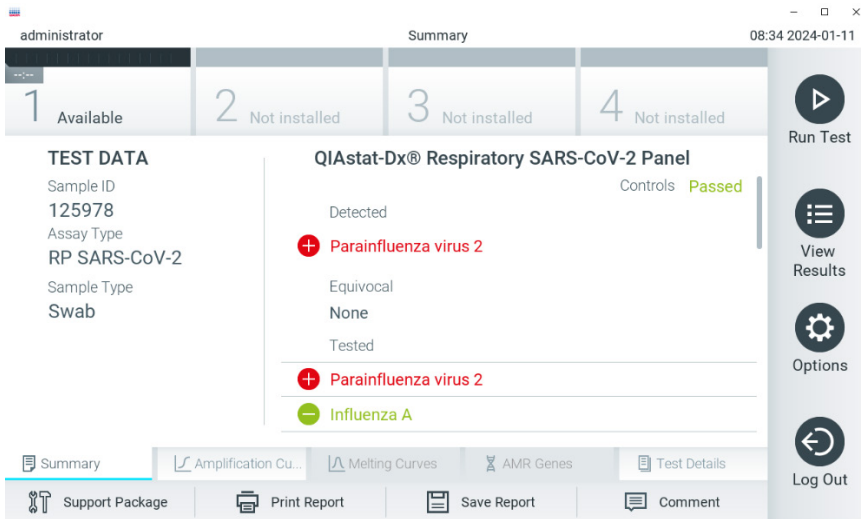 administrator
Summary
08:34 2024-01-11
--:--
1 Available
2 Not installed
3 Not installed
4 Not installed
Run Test
TEST DATA
Sample ID
125978
Assay Type
RP SARS-CoV-2
Sample Type
Swab
QIAstat-Dx® Respiratory SARS-CoV-2 Panel
Controls Passed
Detected
Parainfluenza virus 2
Equivocal
None
Tested
Parainfluenza virus 2
Influenza A
View
Results
Options
Log Out
Summary
Amplification Cu...
Melting Curves
AMR Genes
Test Details
Support Package
Print Report
Save Report
Comment